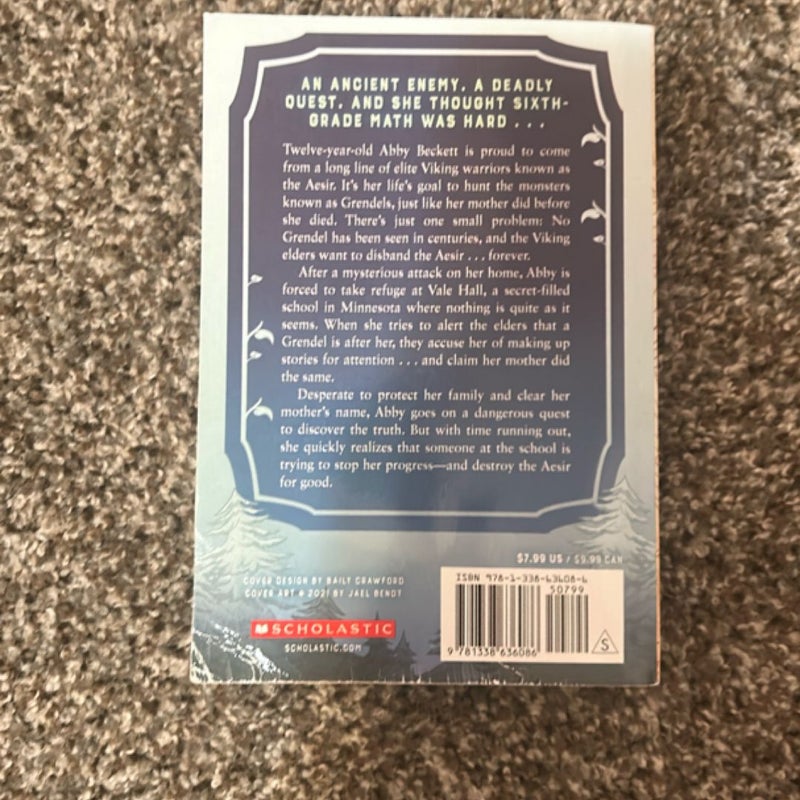 AN ANCIENT ENEMY. A DEADLY
QUEST. AND SHE THOUGHT SIXTH-
GRADE MATH WAS HARD . . .
Twelve-year-old Abby Beckett is proud to come
from a long line of elite Viking warriors known as
the Aesir. It's her life's goal to hunt the monsters
known as Grendels, just like her mother did before
she died. There's just one small problem: No
Grendel has been seen in centuries, and the Viking
elders want to disband the Aesir . . . forever.
After a mysterious attack on her home, Abby is
forced to take refuge at Vale Hall, a secret-filled
school in Minnesota where nothing is quite as it
seems. When she tries to alert the elders that a
Grendel is after her, they accuse her of making up
stories for attention . . . and claim her mother did
the same.
Desperate to protect her family and clear her
mother's name, Abby goes on a dangerous quest
to discover the truth. But with time running out,
she quickly realizes that someone at the school is
trying to stop her progress—and destroy the Aesir
for good.
$7.99 US / $9.99 CAN
COVER DESIGN BY BAILY CRAWFORD
COVER ART © 2021 BY JAEL BENDT
SCHOLASTIC
SCHOLASTIC.COM
ISBN 978-1-338-63608-6
50799
9 781338 636086
S